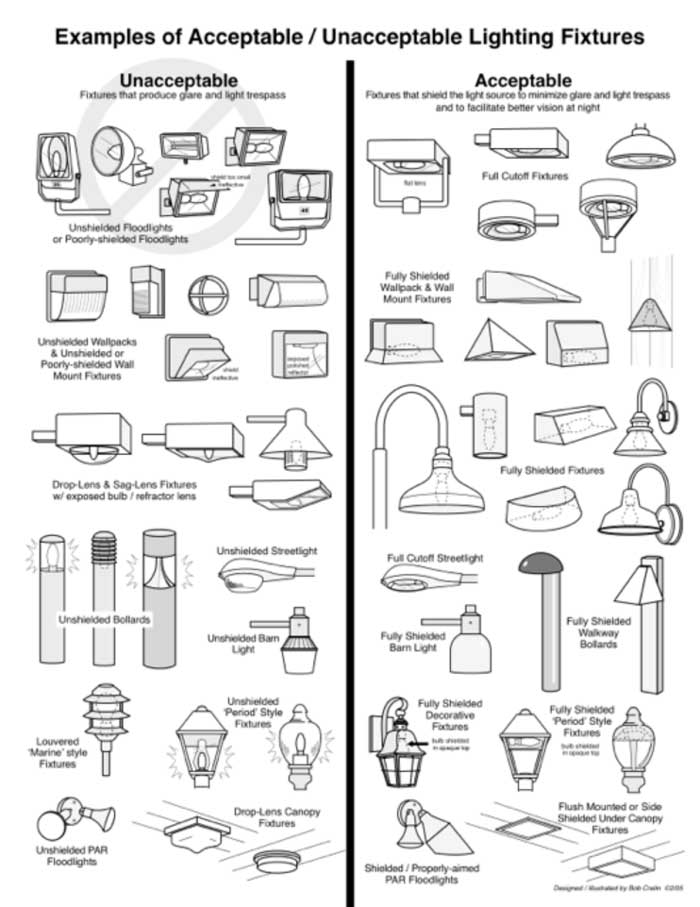 Examples of Acceptable / Unacceptable Lighting Fixtures
Unacceptable
Fixtures that produce glare and light trespass
shield too small
ineffective
Unshielded Floodlights
or Poorly-shielded Floodlights
Unshielded Wallpacks
& Unshielded or
Poorly-shielded Wall
Mount Fixtures
shield
ineffective
exposed
polished
reflector
Drop-Lens & Sag-Lens Fixtures
w/ exposed bulb / refractor lens
Unshielded Bollards
Unshielded Streetlight
Unshielded Barn
Light
Louvered
'Marine' style
Fixtures
Unshielded
'Period' Style
Fixtures
Unshielded PAR
Floodlights
Drop-Lens Canopy
Fixtures
Acceptable
Fixtures that shield the light source to minimize glare and light trespass
and to facilitate better vision at night
flat lens
Full Cutoff Fixtures
Fully Shielded
Wallpack & Wall
Mount Fixtures
Fully Shielded Fixtures
Full Cutoff Streetlight
Fully Shielded
Barn Light
Fully Shielded
Walkway
Bollards
Fully Shielded
Decorative
Fixtures
bulb shielded
in opaque top
Fully Shielded
'Period' Style
Fixtures
bulb shielded
in opaque top
Shielded / Properly-aimed
PAR Floodlights
Flush Mounted or Side
Shielded Under Canopy
Fixtures
Designed / Illustrated by Bob Crelin ©2005